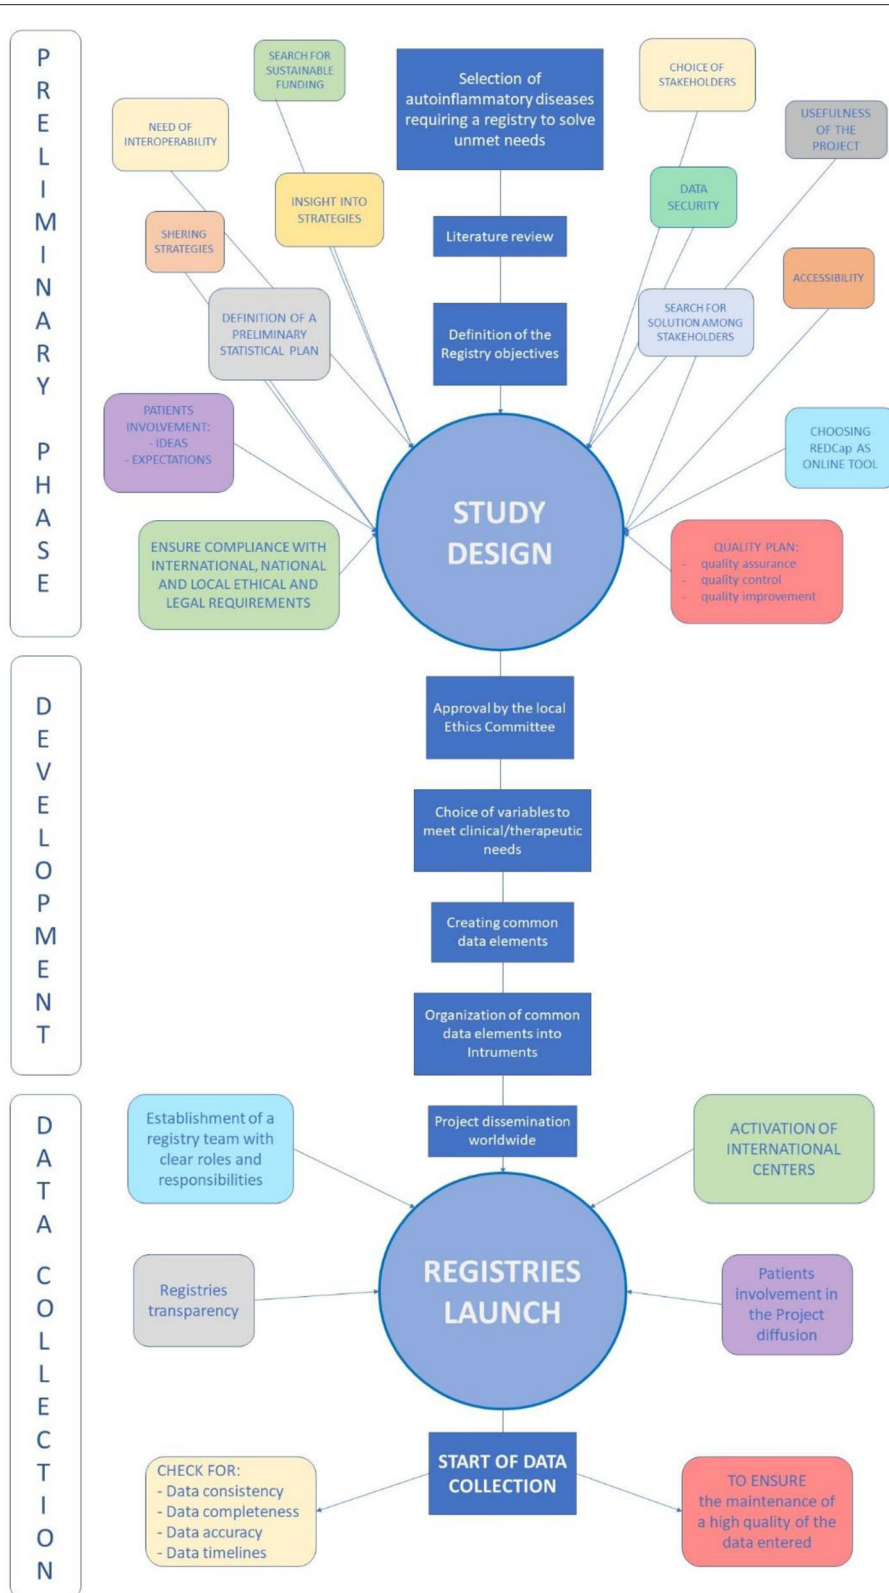 PRELIMINARY PHASE
SEARCH FOR
SUSTAINABLE
FUNDING
NEED OF
INTEROPERABILITY
INSIGHT INTO
STRATEGIES
SHERING
STRATEGIES
DEFINITION OF A
PRELIMINARY
STATISTICAL PLAN
PATIENTS
INVOLVEMENT:
- IDEAS
- EXPECTATIONS
ENSURE COMPLIANCE WITH
INTERNATIONAL, NATIONAL
AND LOCAL ETHICAL AND
LEGAL REQUIREMENTS
Selection of
autoinflammatory diseases
requiring a registry to solve
unmet needs
Literature review
Definition of the
Registry objectives
CHOICE OF
STAKEHOLDERS
USEFULNESS
OF THE
PROJECT
DATA
SECURITY
ACCESSIBILITY
SEARCH FOR
SOLUTION AMONG
STAKEHOLDERS
CHOOSING
REDCap AS
ONLINE TOOL
QUALITY PLAN:
- quality assurance
- quality control
- quality improvement
STUDY
DESIGN
DEVELOPMENT
Approval by the local
Ethics Committee
Choice of variables to
meet clinical/therapeutic
needs
Creating common
data elements
Organization of common
data elements into
Intruments
Project dissemination
worldwide
DATA COLLECTION
Establishment of a
registry team with
clear roles and
responsibilities
ACTIVATION OF
INTERNATIONAL
CENTERS
Registries
transparency
REGISTRIES
LAUNCH
Patients
involvement in
the Project
diffusion
START OF DATA
COLLECTION
CHECK FOR:
- Data consistency
- Data completeness
- Data accuracy
- Data timelines
TO ENSURE
the maintenance of
a high quality of the
data entered